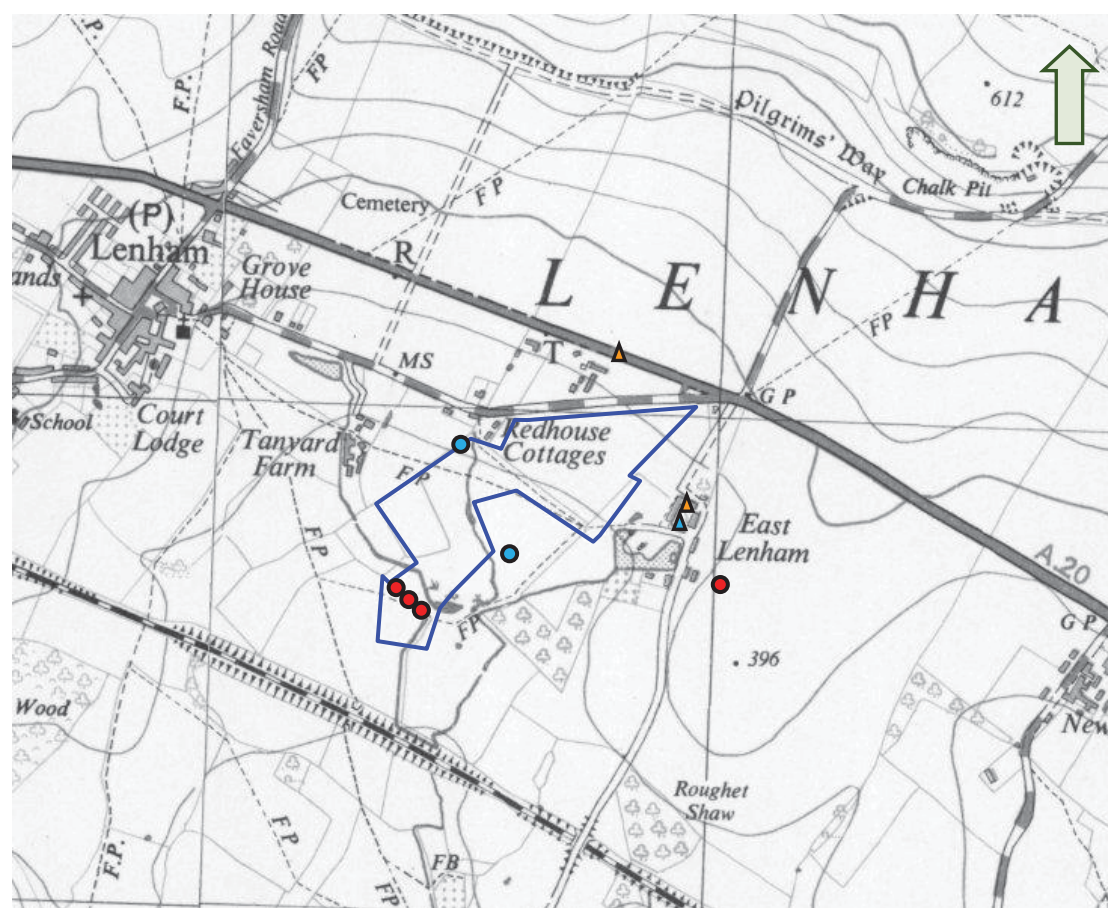 F.P.
F.P.
Faversham Road
FP
612
Pilgrims' Way
Chalk Pit
(P)
Lenham
Cemetery
FP
R
L E N H A
FP
ands
Grove
House
T
MS
G P
School
Court
Lodge
Tanyard
Farm
Redhouse
Cottages
F P
F P
East
Lenham
A.20
G P
FP
396
Wood
New
Roughet
Shaw
F P
F.P.
FB
FP